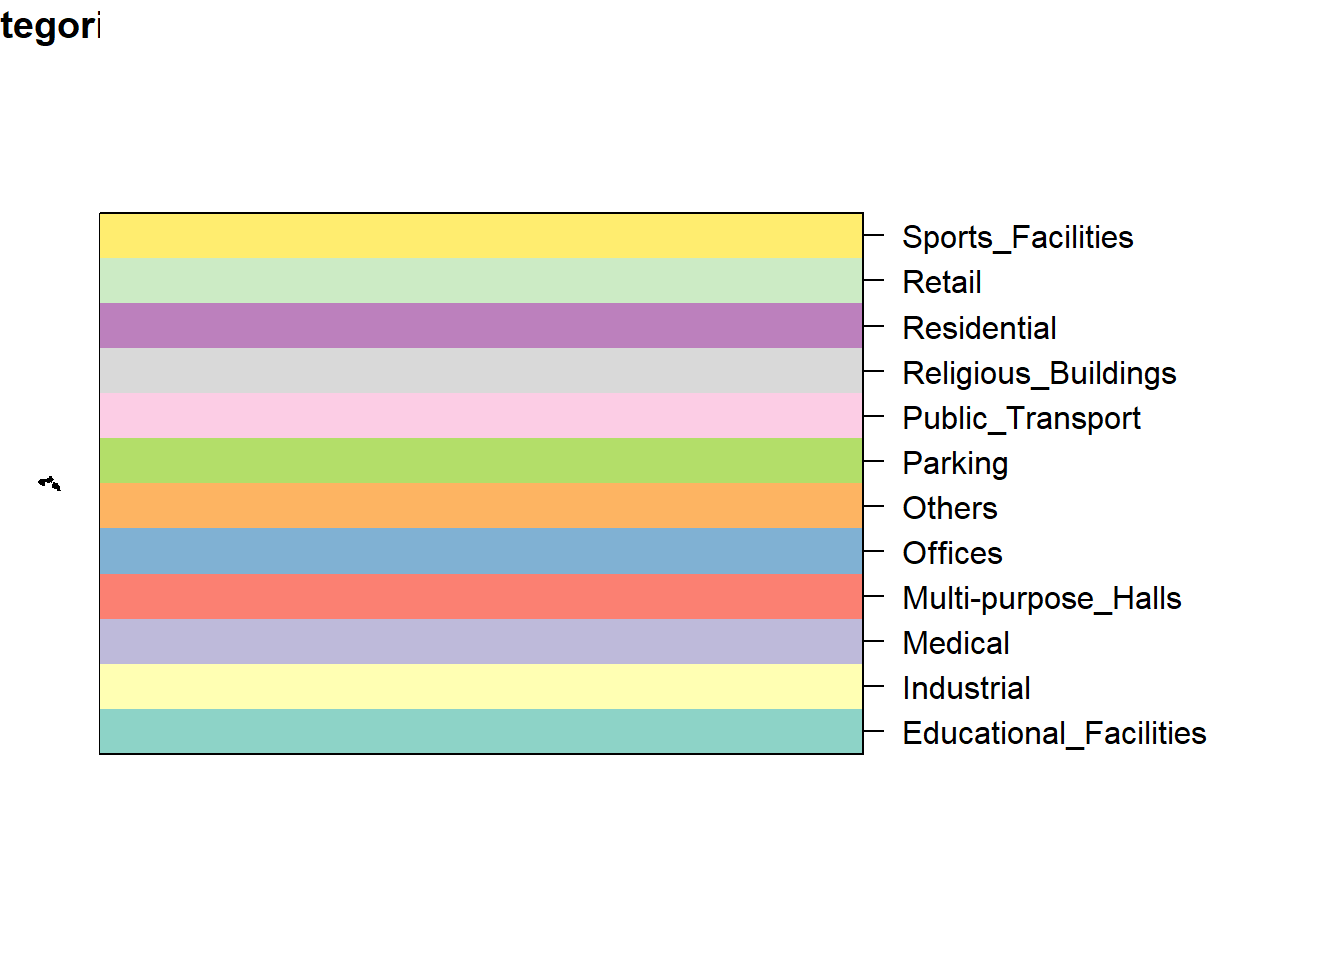 tegori
Sports_Facilities
Retail
Residential
Religious_Buildings
Public_Transport
Parking
Others
Offices
Multi-purpose_Halls
Medical
Industrial
Educational_Facilities